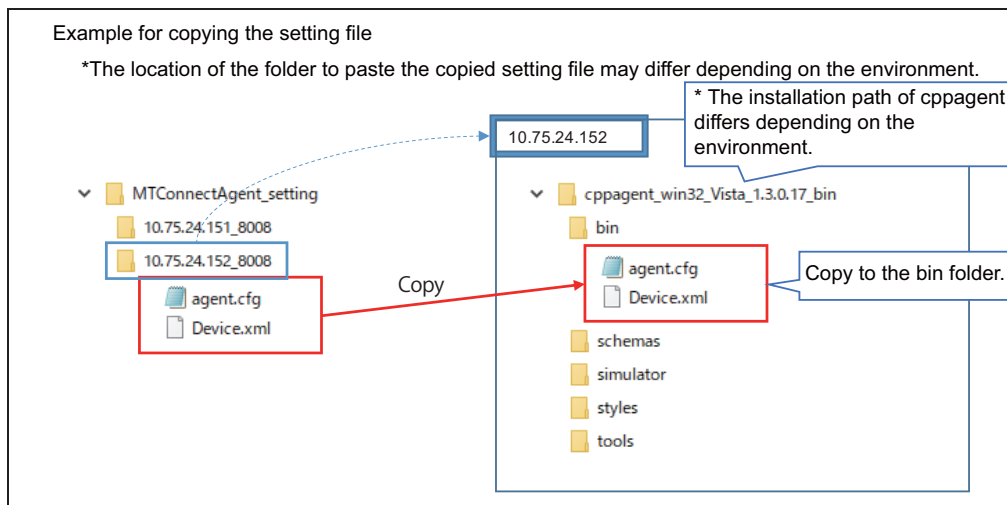 Example for copying the setting file
*The location of the folder to paste the copied setting file may differ depending on the environment.
* The installation path of cppagent
differs depending on the
environment.
10.75.24.152
MTConnectAgent_setting
10.75.24.151_8008
10.75.24.152_8008
agent.cfg
Device.xml
Copy
cppagent_win32_Vista_1.3.0.17_bin
bin
agent.cfg
Device.xml
Copy to the bin folder.
schemas
simulator
styles
tools